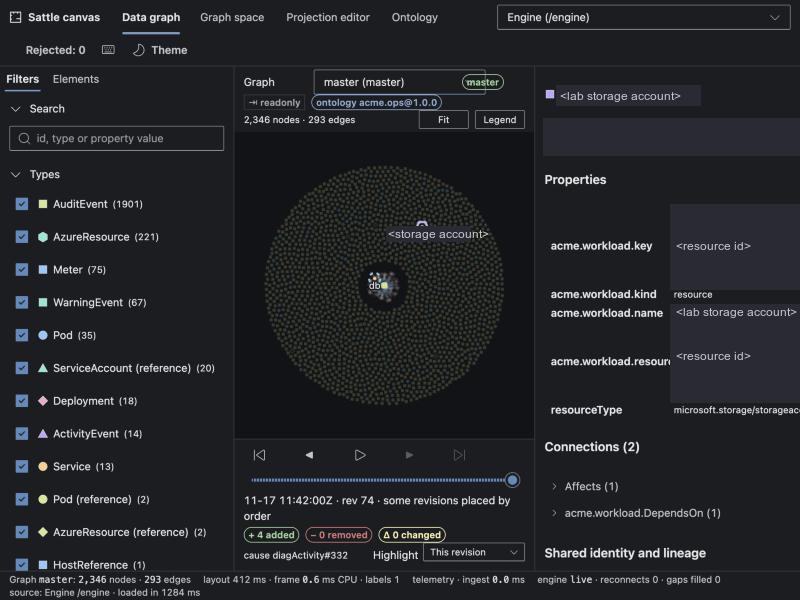 Sattle canvas Data graph Graph space Projection editor Ontology Engine (/engine)
Rejected: 0 Theme
Filters Elements
Search
id, type or property value
Types
AuditEvent (1901)
AzureResource (221)
Meter (75)
WarningEvent (67)
Pod (35)
ServiceAccount (reference) (20)
Deployment (18)
ActivityEvent (14)
Service (13)
Pod (reference) (2)
AzureResource (reference) (2)
HostReference (1)
Graph master (master) master
readonly ontology acme.ops@1.0.0
2,346 nodes · 293 edges Fit Legend
<storage account>
db
11-17 11:42:00Z · rev 74 · some revisions placed by
order
+ 4 added − 0 removed Δ 0 changed
cause diagActivity#332 Highlight This revision
<lab storage account>
Properties
acme.workload.key <resource id>
acme.workload.kind resource
acme.workload.name <lab storage account>
acme.workload.resour <resource id>
resourceType microsoft.storage/storageac
Connections (2)
Affects (1)
acme.workload.DependsOn (1)
Shared identity and lineage
Graph master: 2,346 nodes · 293 edges layout 412 ms · frame 0.6 ms CPU · labels 1 telemetry · ingest 0.0 ms engine live · reconnects 0 · gaps filled 0
source: Engine /engine · loaded in 1284 ms